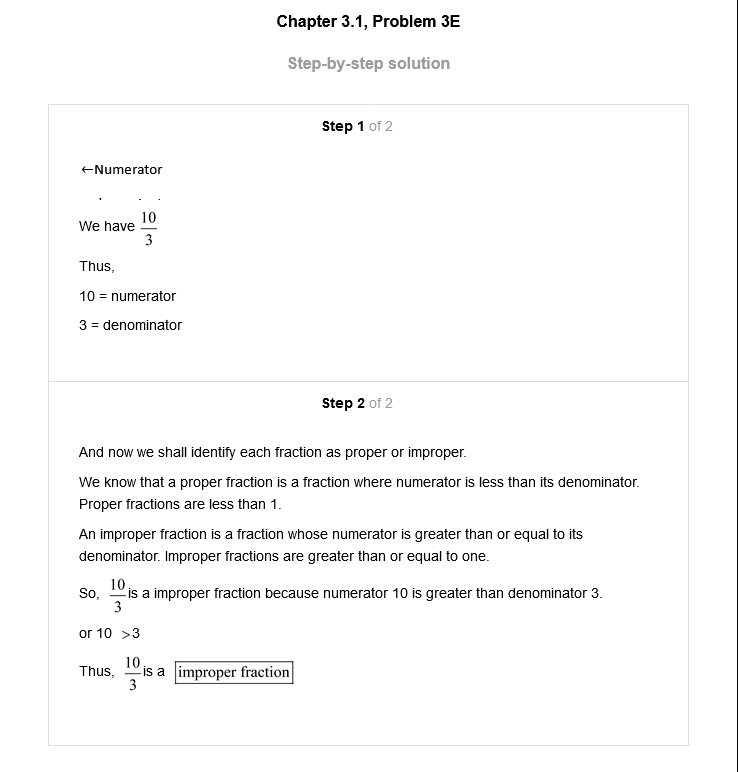 Chapter 3.1, Problem 3E
Step-by-step solution
Step 1 of 2
←Numerator
We have 10/3
Thus,
10 = numerator
3 = denominator
Step 2 of 2
And now we shall identify each fraction as proper or improper.
We know that a proper fraction is a fraction where numerator is less than its denominator.
Proper fractions are less than 1.
An improper fraction is a fraction whose numerator is greater than or equal to its
denominator. Improper fractions are greater than or equal to one.
So, 10/3 is a improper fraction because numerator 10 is greater than denominator 3.
or 10 >3
Thus, 10/3 is a improper fraction